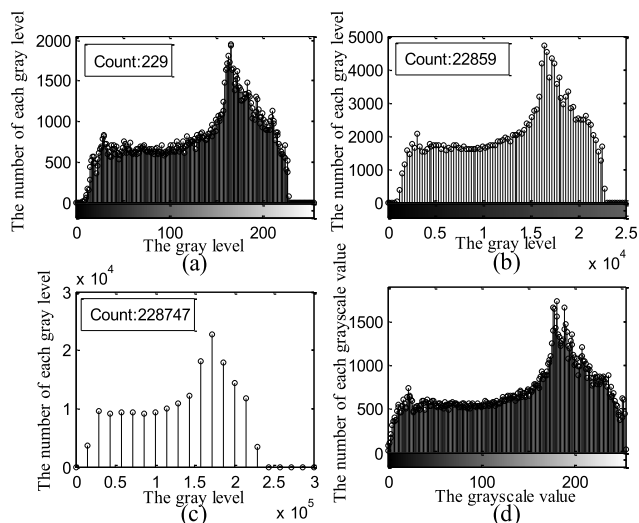 The number of each gray level
2000
1500
1000
500
0
Count:229
0 100 200
The gray level
(a)
The number of each gray level
5000
4000
3000
2000
1000
0
Count:22859
0 0.5 1 1.5 2 2.5
x 10^4
The gray level
(b)
The number of each gray level
x 10^4
3
2
1
0
Count:228747
0 0.5 1 1.5 2 2.5 3
x 10^5
The gray level
(c)
The number of each grayscale value
1500
1000
500
0
0 100 200
The grayscale value
(d)